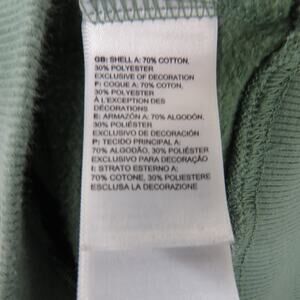 GB: SHELL A: 70% COTTON,
30% POLYESTER
EXCLUSIVE OF DECORATION
F: COQUE A: 70% COTON,
30% POLYESTER
À L'EXCEPTION DES
DÉCORATIONS
E: ARMAZÓN A: 70% ALGODÓN,
30% POLIÉSTER
EXCLUSIVO DE DECORACIÓN
P: TECIDO PRINCIPAL A:
70% ALGODÃO, 30% POLIÉSTER
EXCLUSIVO PARA DECORAÇÃO
I: STRATO ESTERNO A:
70% COTONE, 30% POLIESTERE
ESCLUSA LA DECORAZIONE